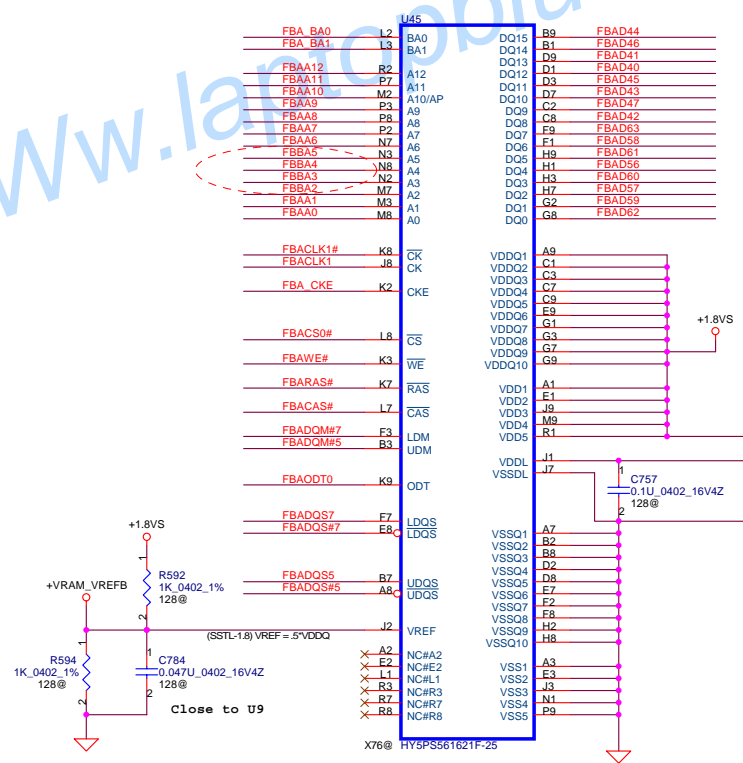 Ww.laptopblu
U45
FBA_BA0 L2 BA0 DQ15 B9 FBAD44
FBA_BA1 L3 BA1 DQ14 B1 FBAD46
DQ13 D9 FBAD41
FBAA12 R2 A12 DQ12 D1 FBAD40
FBAA11 P7 A11 DQ11 D3 FBAD45
FBAA10 M2 A10/AP DQ10 D7 FBAD43
FBAA9 P3 A9 DQ9 C2 FBAD47
FBAA8 P8 A8 DQ8 C8 FBAD42
FBAA7 P2 A7 DQ7 F9 FBAD63
FBAA6 N7 A6 DQ6 F1 FBAD58
FBBA5 N3 A5 DQ5 H9 FBAD61
FBBA4 N8 A4 DQ4 H1 FBAD56
FBBA3 N2 A3 DQ3 H3 FBAD60
FBBA2 M7 A2 DQ2 H7 FBAD57
FBAA1 M3 A1 DQ1 G2 FBAD59
FBAA0 M8 A0 DQ0 G8 FBAD62
FBACLK1# K8 CK VDDQ1 A9
FBACLK1 J8 CK VDDQ2 C1
VDDQ3 C3
FBA_CKE K2 CKE VDDQ4 C7
VDDQ5 C9
VDDQ6 E9
VDDQ7 G1
+1.8VS
FBACS0# L8 CS VDDQ8 G3
VDDQ9 G7
FBAWE# K3 WE VDDQ10 G9
FBARAS# K7 RAS VDD1 A1
VDD2 E1
FBACAS# L7 CAS VDD3 J9
VDD4 M9
FBADQM#7 F3 LDM VDD5 R1
FBADQM#5 B3 UDM
VDDL J1
VSSDL J7
FBAODT0 K9 ODT
1 C757
0.1U_0402_16V4Z
128@
2
FBADQS7 F7 LDQS
FBADQS#7 E8 LDQS VSSQ1 A7
VSSQ2 B2
VSSQ3 B8
VSSQ4 D2
FBADQS5 B7 UDQS VSSQ5 D8
FBADQS#5 A8 UDQS VSSQ6 E7
VSSQ7 F2
VSSQ8 F8
J2 VREF VSSQ9 H2
VSSQ10 H8
+1.8VS
1
R592
1K_0402_1%
128@
2
+VRAM_VREFB
(SSTL-1.8) VREF = .5*VDDQ
1
R594
1K_0402_1%
128@
2
1
C784
0.047U_0402_16V4Z
128@
2
Close to U9
A2 NC#A2 VSS1 A3
E2 NC#E2 VSS2 E3
L1 NC#L1 VSS3 J3
R3 NC#R3 VSS4 N1
R7 NC#R7 VSS5 P9
R8 NC#R8
X76@ HY5PS561621F-25